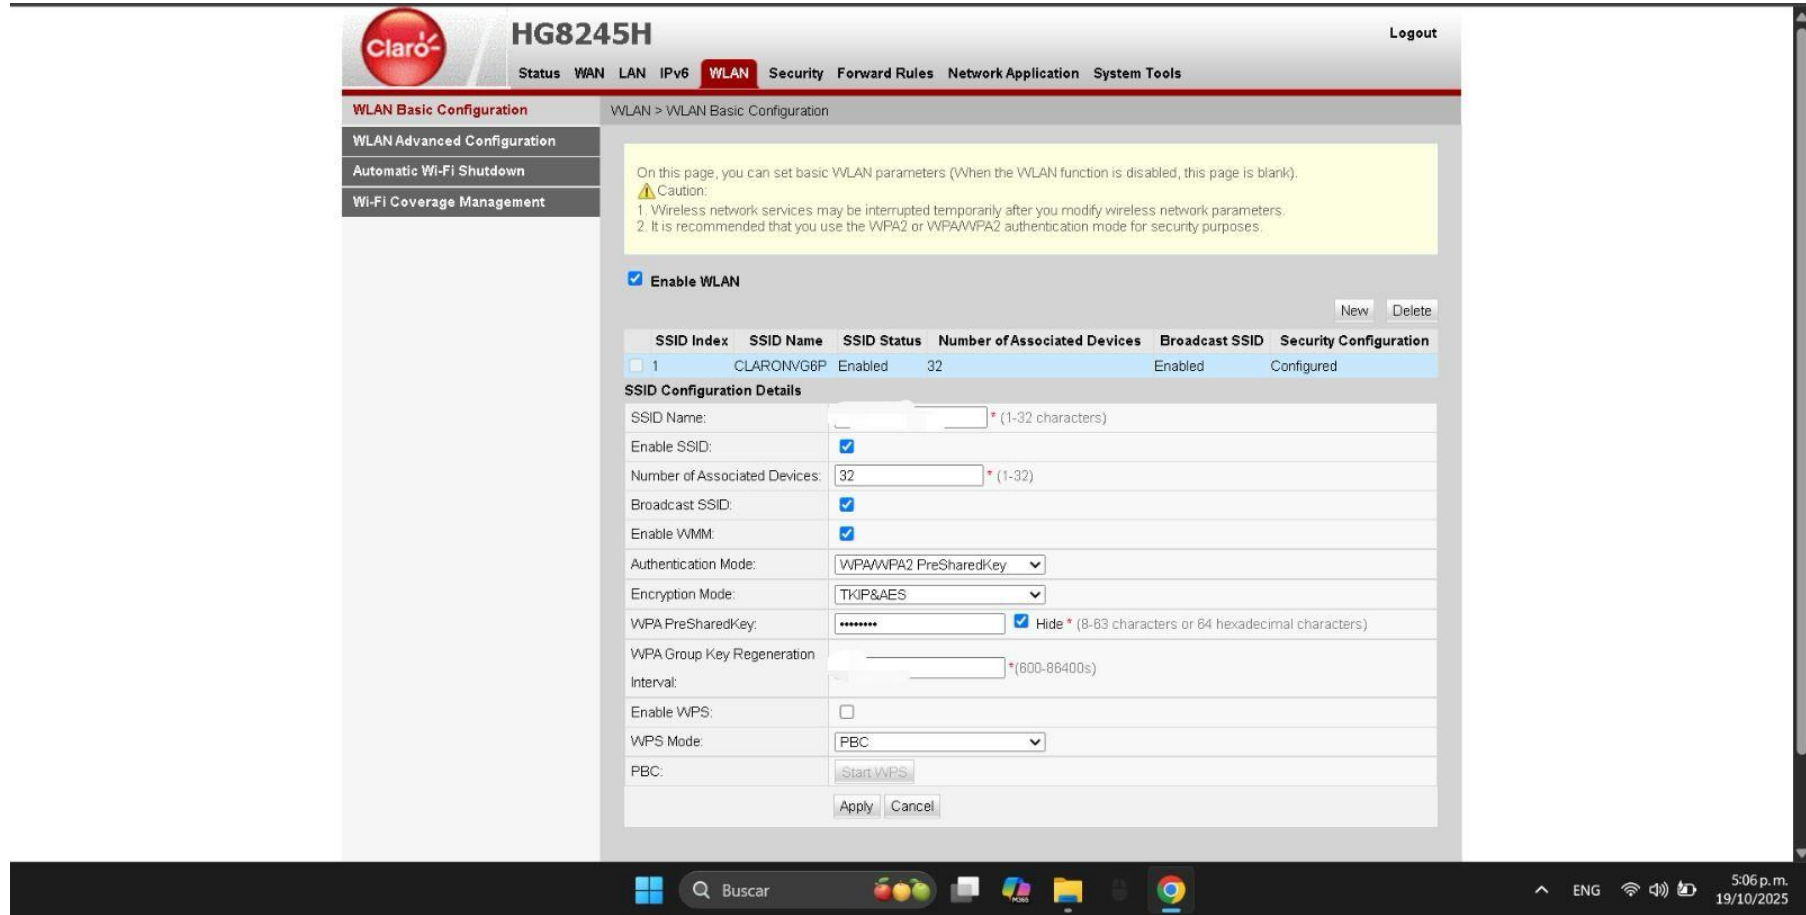 Claro
HG8245H
Logout
Status WAN LAN IPv6 WLAN Security Forward Rules Network Application System Tools
WLAN Basic Configuration
WLAN > WLAN Basic Configuration
WLAN Advanced Configuration
Automatic Wi-Fi Shutdown
Wi-Fi Coverage Management
On this page, you can set basic WLAN parameters (When the WLAN function is disabled, this page is blank).
Caution:
1. Wireless network services may be interrupted temporarily after you modify wireless network parameters.
2. It is recommended that you use the WPA2 or WPA/WPA2 authentication mode for security purposes.
Enable WLAN
New Delete
SSID Index SSID Name SSID Status Number of Associated Devices Broadcast SSID Security Configuration
1 CLARONVG6P Enabled 32 Enabled Configured
SSID Configuration Details
SSID Name: * (1-32 characters)
Enable SSID:
Number of Associated Devices: 32 * (1-32)
Broadcast SSID:
Enable WMM:
Authentication Mode: WPA/WPA2 PreSharedKey
Encryption Mode: TKIP&AES
WPA PreSharedKey: •••••••• Hide * (8-63 characters or 64 hexadecimal characters)
WPA Group Key Regeneration
Interval: *(600-86400s)
Enable WPS:
WPS Mode: PBC
PBC: Start WPS
Apply Cancel
Buscar
M365
ENG
5:06 p. m.
19/10/2025